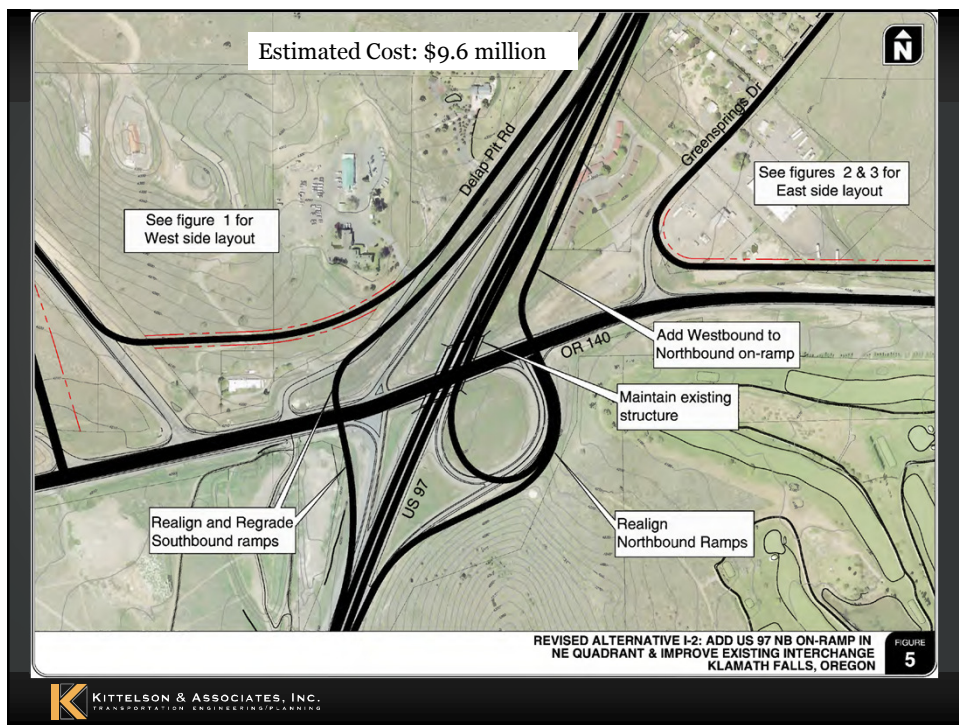 Estimated Cost: $9.6 million
N
Delap Pit Rd
Greensprings Dr
See figures 2 & 3 for
East side layout
See figure 1 for
West side layout
Add Westbound to
Northbound on-ramp
OR 140
Maintain existing
structure
US 97
Realign and Regrade
Southbound ramps
Realign
Northbound Ramps
REVISED ALTERNATIVE I-2: ADD US 97 NB ON-RAMP IN
NE QUADRANT & IMPROVE EXISTING INTERCHANGE
KLAMATH FALLS, OREGON
FIGURE
5
KITTELSON & ASSOCIATES, INC.
TRANSPORTATION ENGINEERING/PLANNING